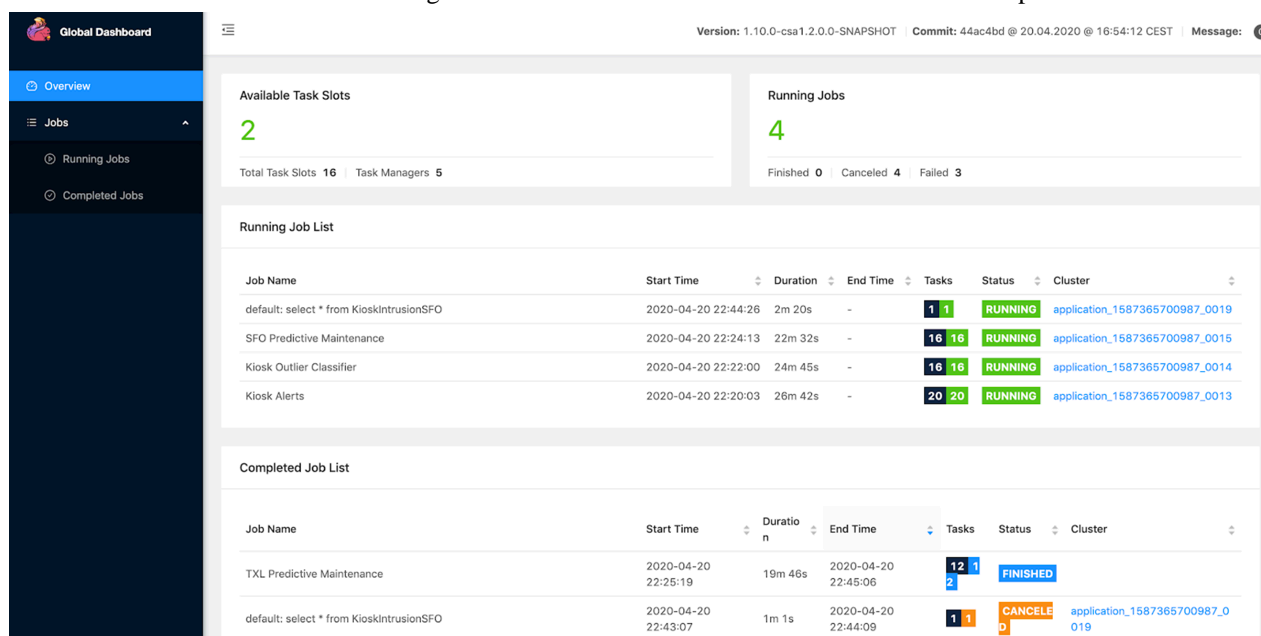 Global Dashboard
Version: 1.10.0-csa1.2.0.0-SNAPSHOT Commit: 44ac4bd @ 20.04.2020 @ 16:54:12 CEST Message:
Overview
Jobs
Running Jobs
Completed Jobs
Available Task Slots
2
Total Task Slots 16 Task Managers 5
Running Jobs
4
Finished 0 Canceled 4 Failed 3
Running Job List
Job Name Start Time Duration End Time Tasks Status Cluster
default: select * from KioskIntrusionSFO 2020-04-20 22:44:26 2m 20s - 1 1 RUNNING application_1587365700987_0019
SFO Predictive Maintenance 2020-04-20 22:24:13 22m 32s - 16 16 RUNNING application_1587365700987_0015
Kiosk Outlier Classifier 2020-04-20 22:22:00 24m 45s - 16 16 RUNNING application_1587365700987_0014
Kiosk Alerts 2020-04-20 22:20:03 26m 42s - 20 20 RUNNING application_1587365700987_0013
Completed Job List
Job Name Start Time Duratio
n End Time Tasks Status Cluster
TXL Predictive Maintenance 2020-04-20
22:25:19 19m 46s 2020-04-20
22:45:06 12 1
2 FINISHED
default: select * from KioskIntrusionSFO 2020-04-20
22:43:07 1m 1s 2020-04-20
22:44:09 1 1 CANCELE
D application_1587365700987_0
019